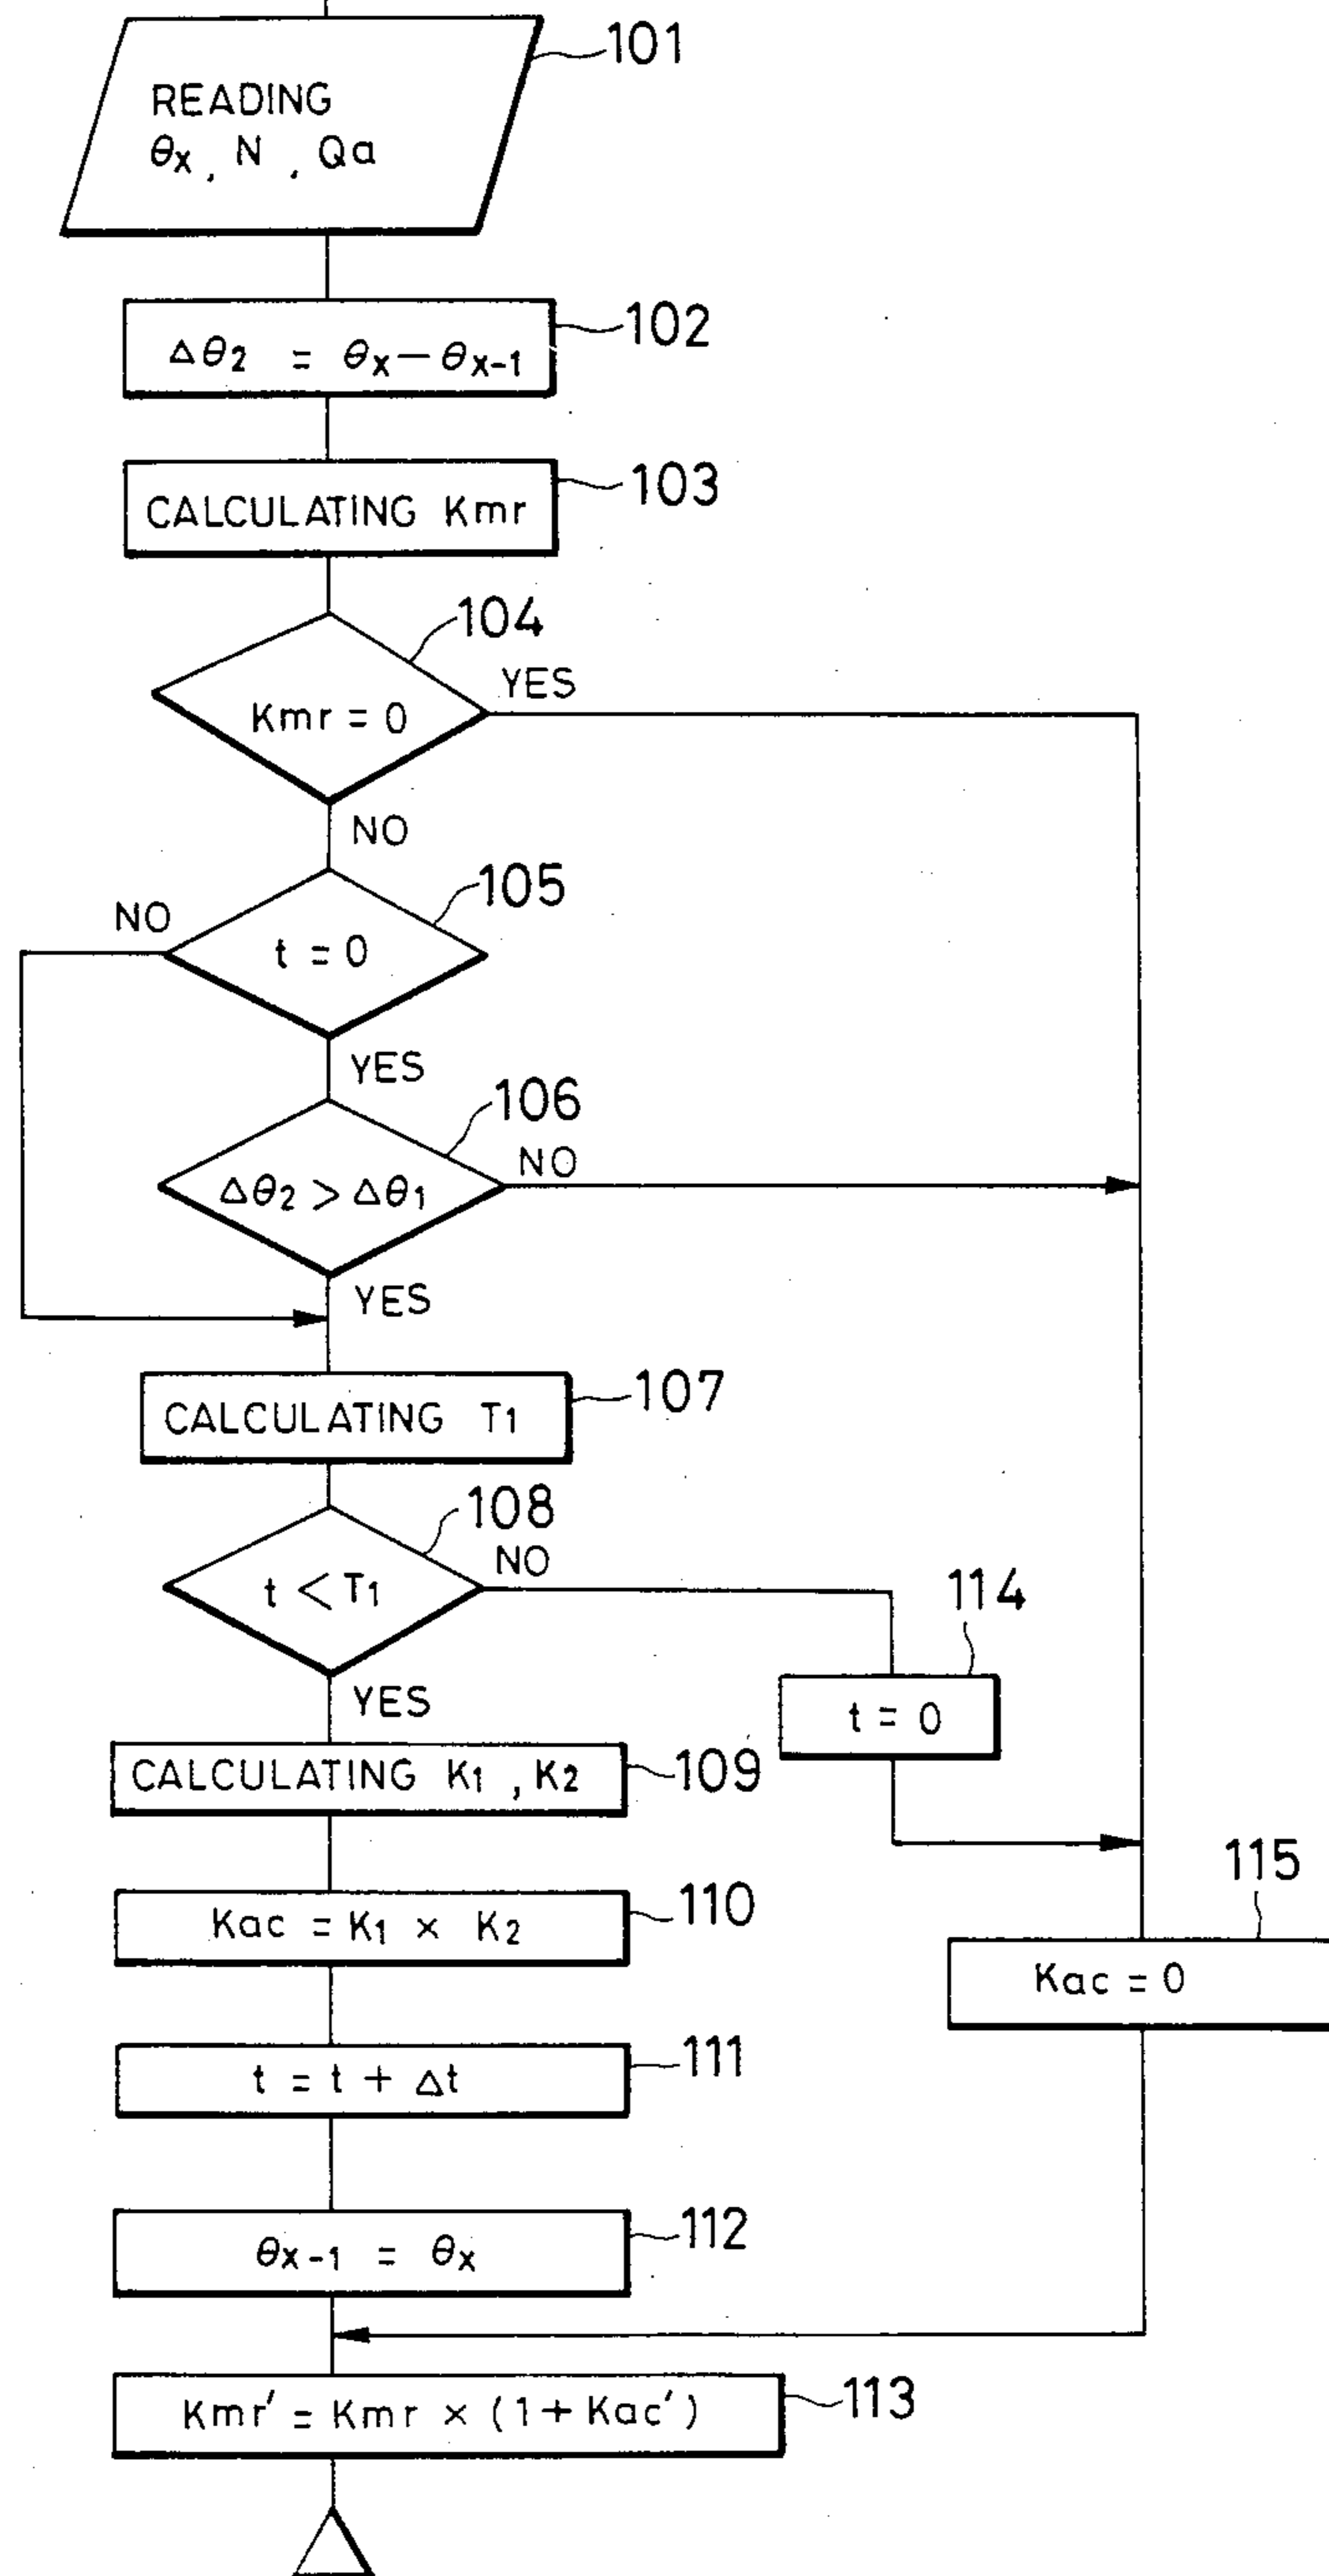 101
READING
θx, N, Qa
102
Δθ2 = θx−θx-1
103
CALCULATING Kmr
104
YES
Kmr = 0
NO
105
NO
t = 0
YES
106
NO
Δθ2 > Δθ1
YES
107
CALCULATING T1
108
NO
t < T1
114
YES
t = 0
CALCULATING K1, K2
109
115
110
Kac = K1 × K2
Kac = 0
111
t = t + Δt
112
θx-1 = θx
113
Kmr' = Kmr × (1 + Kac')